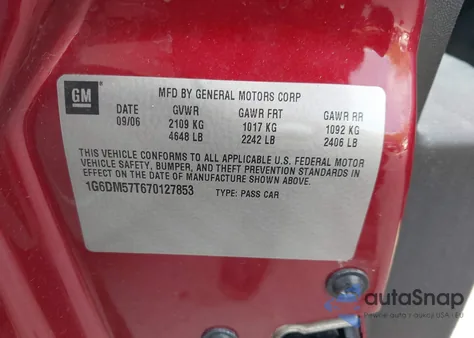 GM
MFD BY GENERAL MOTORS CORP
DATE GVWR GAWR FRT GAWR RR
09/06 2109 KG 1017 KG 1092 KG
4648 LB 2242 LB 2406 LB
THIS VEHICLE CONFORMS TO ALL APPLICABLE U.S. FEDERAL MOTOR
VEHICLE SAFETY, BUMPER, AND THEFT PREVENTION STANDARDS IN
EFFECT ON THE DATE OF MANUFACTURE SHOWN ABOVE.
1G6DM57T670127853 TYPE: PASS CAR
autoSnap